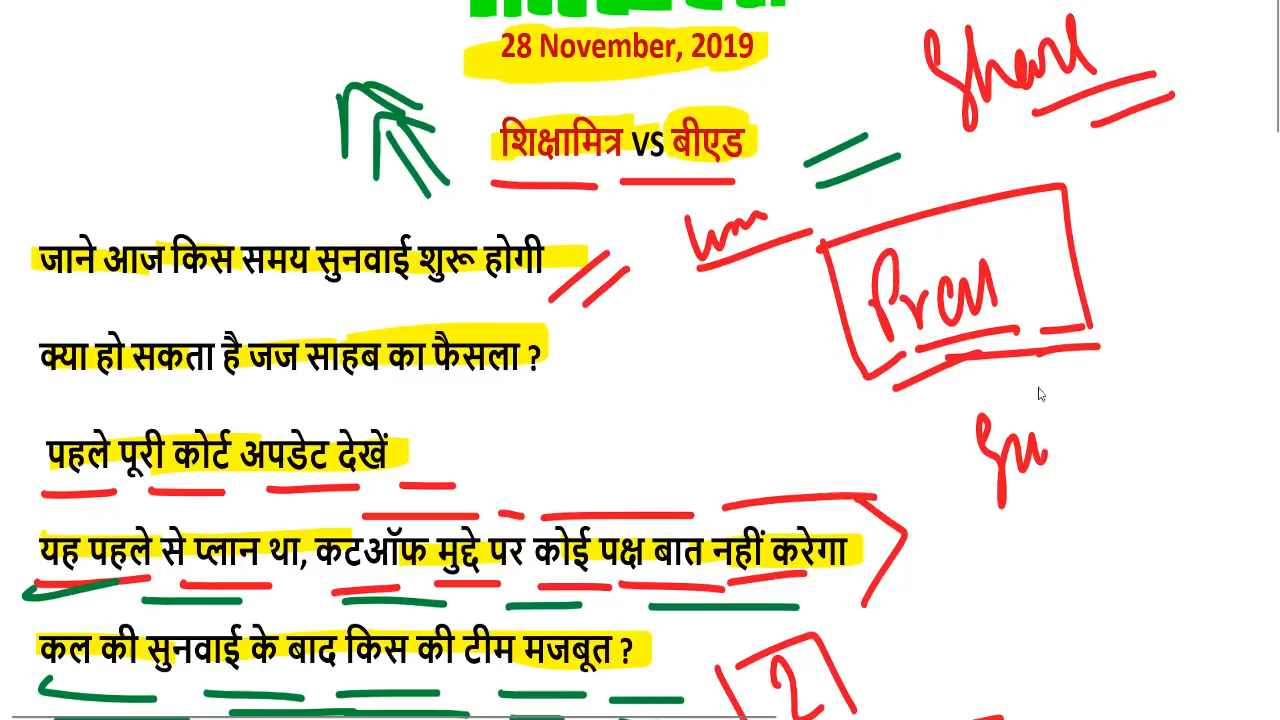 28 November, 2019
Share
शिक्षामित्र VS बीएड
जाने आज किस समय सुनवाई शुरू होगी
क्या हो सकता है जज साहब का फैसला ?
पहले पूरी कोर्ट अपडेट देखें
यह पहले से प्लान था, कटऑफ मुद्दे पर कोई पक्ष बात नहीं करेगा
कल की सुनवाई के बाद किस की टीम मजबूत ?
2